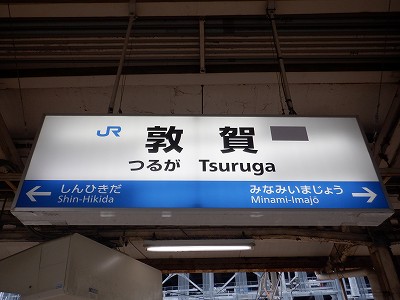 JR 敦賀
つるが Tsuruga
← しんひきだ みなみいまじょう →
Shin-Hikida Minami-Imajō